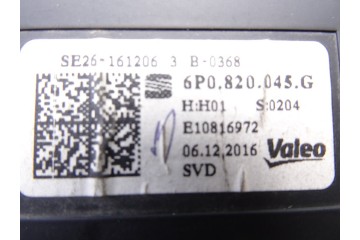 SE26-161206 3 B-0368
6P0.820.045.G
H:H01 S:0204
E10816972
06.12.2016 Valeo
SVD